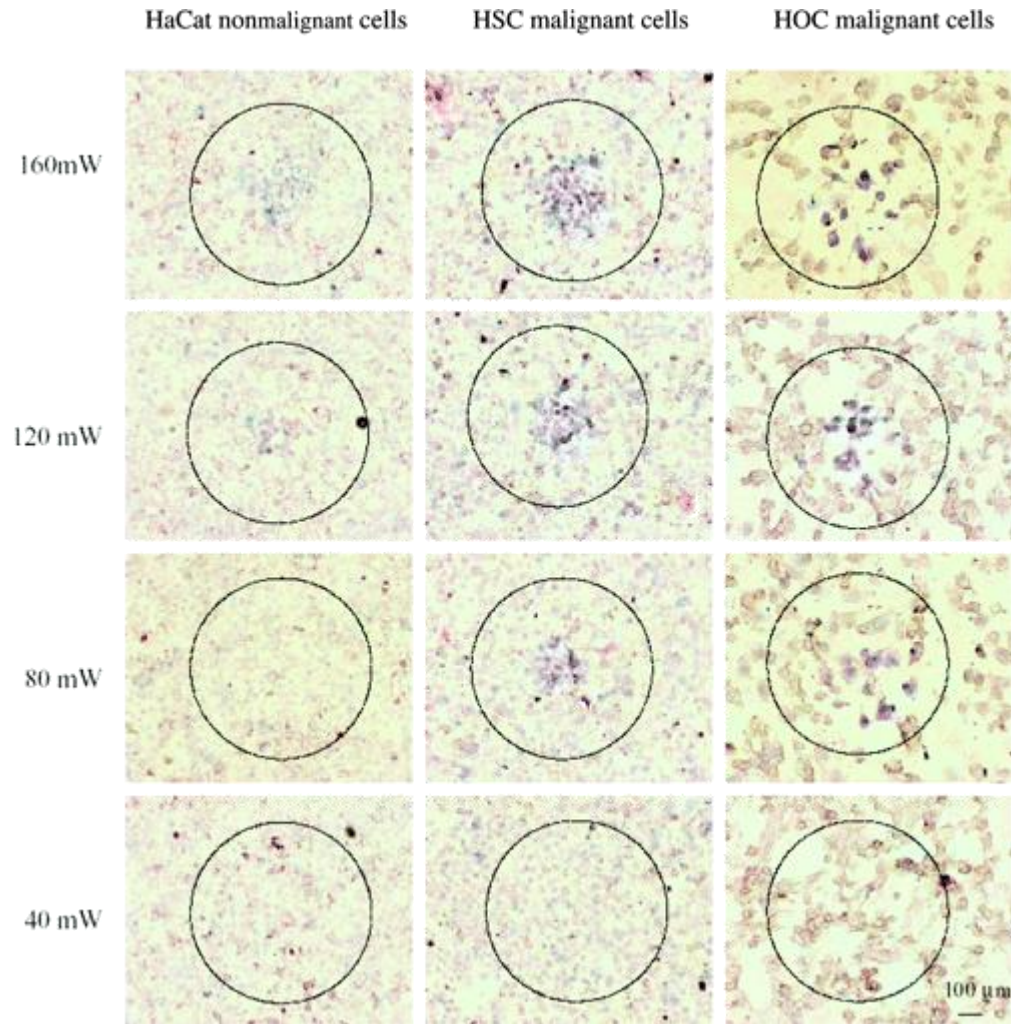 HaCat nonmalignant cells
HSC malignant cells
HOC malignant cells
160mW
120 mW
80 mW
40 mW
100 µm